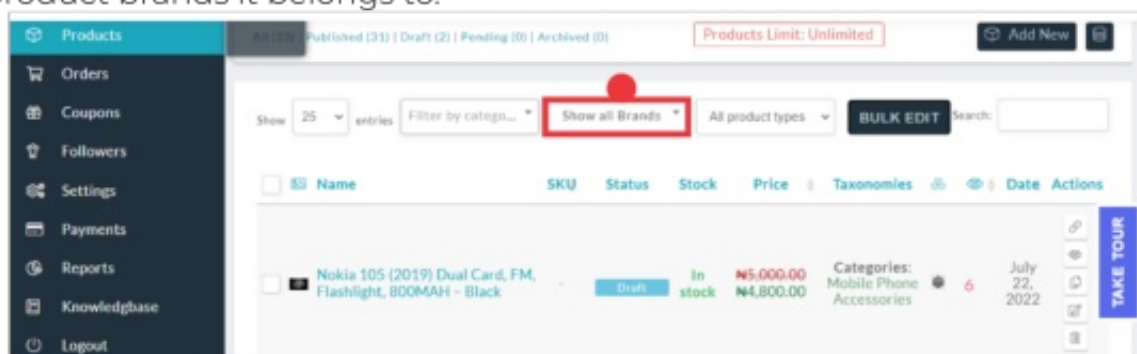 product brands it belongs to.
Products
All (33) | Published (31) | Draft (2) | Pending (0) | Archived (0)
Products Limit: Unlimited
Add New
Orders
Coupons
Followers
Settings
Payments
Reports
Knowledgbase
Logout
Show 25 entries
Filter by catego...
Show all Brands
All product types
BULK EDIT
Search:
Name SKU Status Stock Price Taxonomies Date Actions
Nokia 105 (2019) Dual Card, FM,
Flashlight, 800MAH – Black
-
Draft
In
stock
₦5,000.00
₦4,800.00
Categories:
Mobile Phone
Accessories
6
July
22,
2022
TAKE TOUR